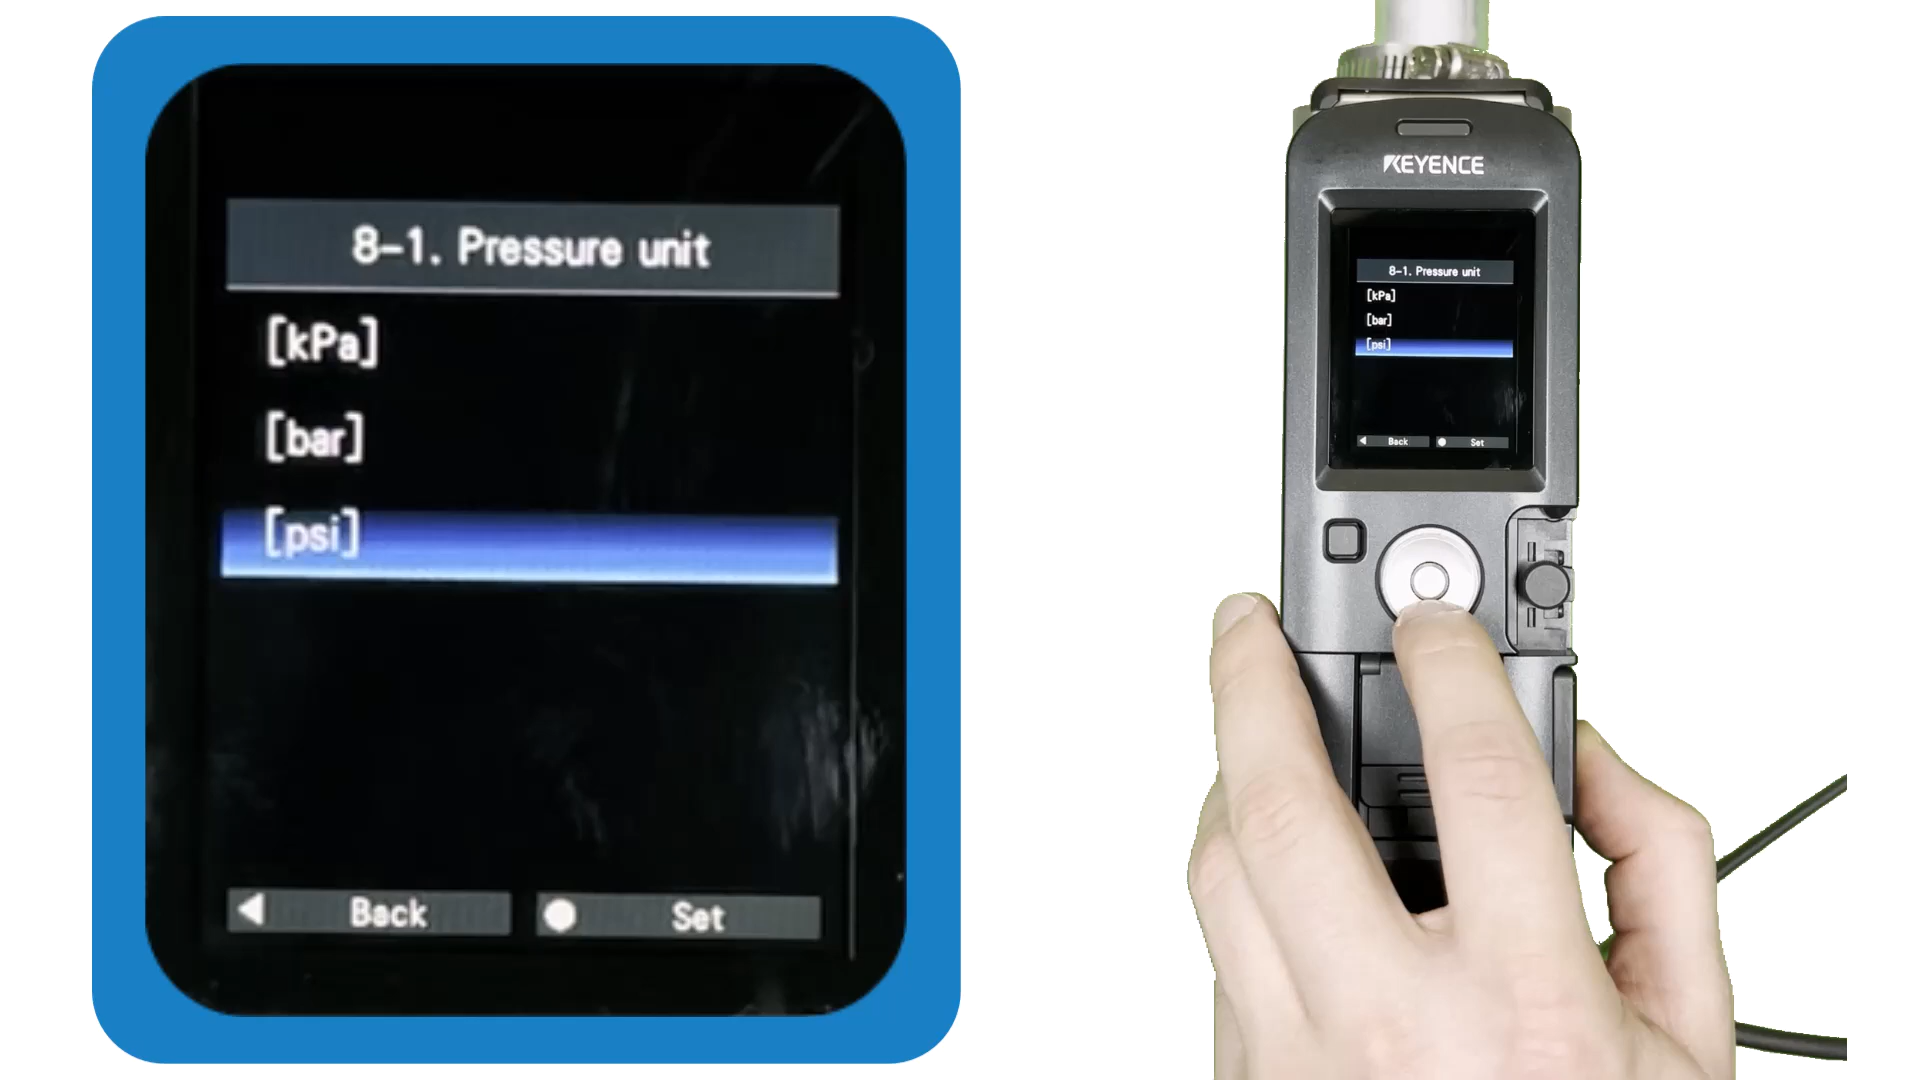 8-1. Pressure unit
[kPa]
[bar]
[psi]
Back
Set
KEYENCE
8-1. Pressure unit
[kPa]
[bar]
[psi]
Back
Set